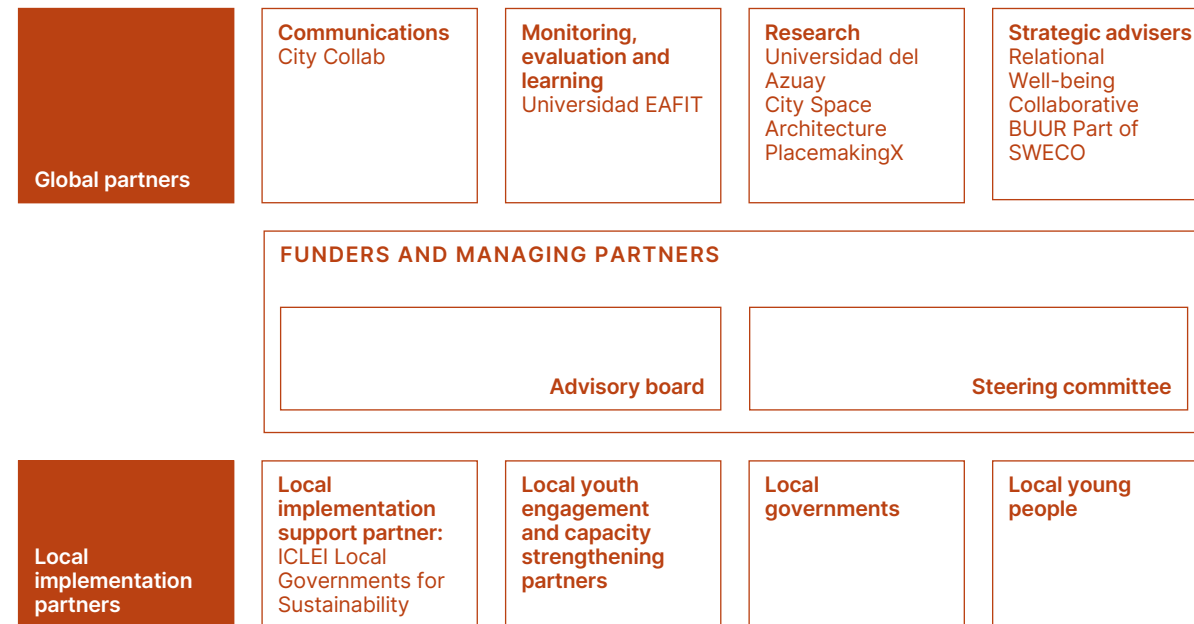 Global partners
Communications
City Collab
Monitoring,
evaluation and
learning
Universidad EAFIT
Research
Universidad del
Azuay
City Space
Architecture
PlacemakingX
Strategic advisers
Relational
Well-being
Collaborative
BUUR Part of
SWECO
FUNDERS AND MANAGING PARTNERS
Advisory board
Steering committee
Local
implementation
partners
Local
implementation
support partner:
ICLEI Local
Governments for
Sustainability
Local youth
engagement
and capacity
strengthening
partners
Local
governments
Local young
people